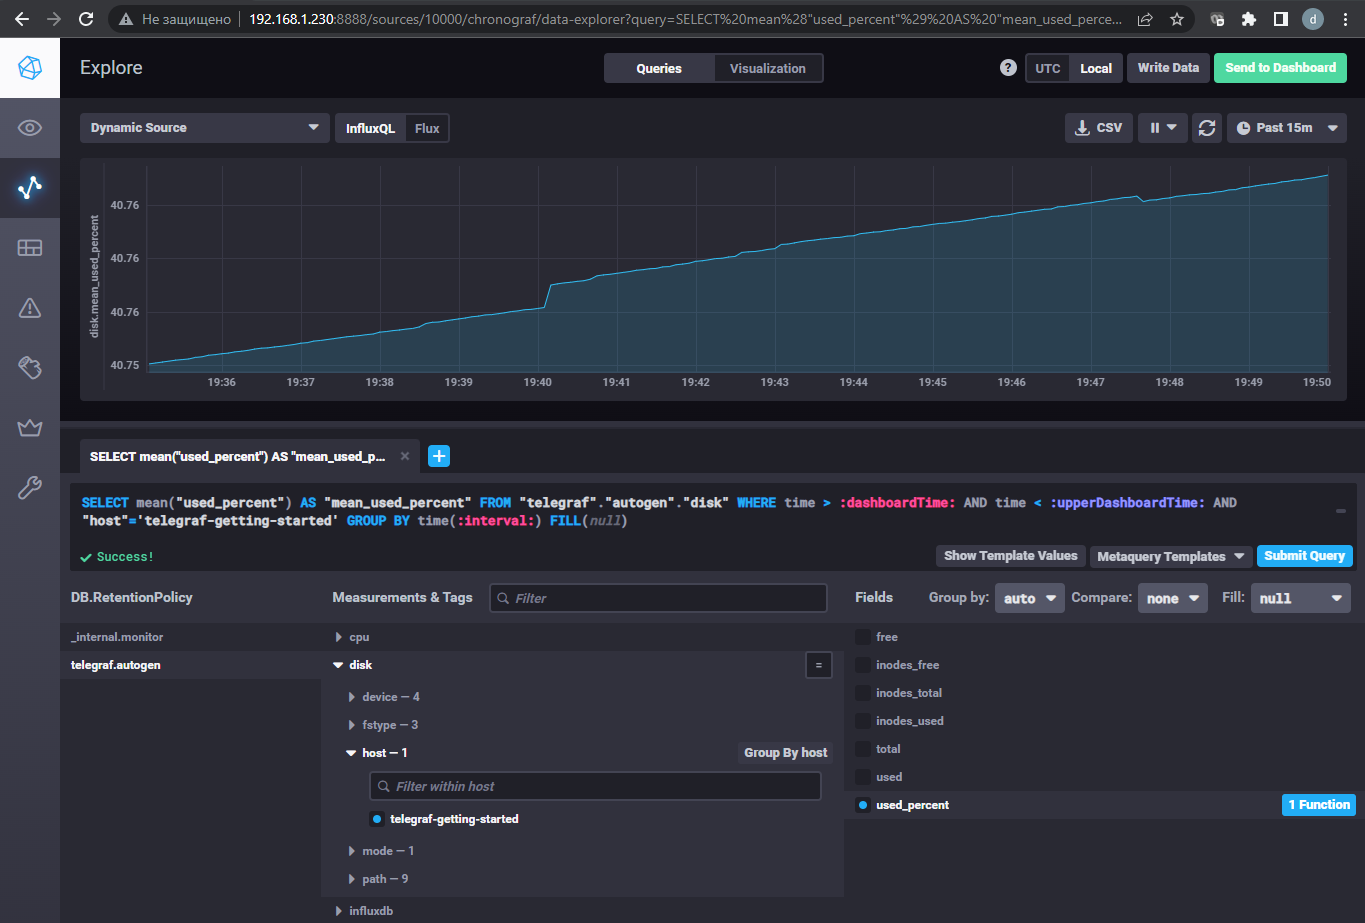 Не защищено 192.168.1.230:8888/sources/10000/chronograf/data-explorer?query=SELECT%20mean%28"used_percent"%29%20AS%20"mean_used_perce... d
Explore Queries Visualization ? UTC Local Write Data Send to Dashboard
Dynamic Source InfluxQL Flux CSV Past 15m
disk.mean_used_percent
40.76
40.76
40.76
40.75
19:36 19:37 19:38 19:39 19:40 19:41 19:42 19:43 19:44 19:45 19:46 19:47 19:48 19:49 19:50
SELECT mean("used_percent") AS "mean_used_p... × +
SELECT mean("used_percent") AS "mean_used_percent" FROM "telegraf"."autogen"."disk" WHERE time > :dashboardTime: AND time < :upperDashboardTime: AND
"host"='telegraf-getting-started' GROUP BY time(:interval:) FILL(null)
Success! Show Template Values Metaquery Templates Submit Query
DB.RetentionPolicy Measurements & Tags Filter Fields Group by: auto Compare: none Fill: null
_internal.monitor cpu free
telegraf.autogen disk = inodes_free
device — 4 inodes_total
fstype — 3 inodes_used
host — 1 Group By host total
Filter within host used
telegraf-getting-started used_percent 1 Function
mode — 1
path — 9
influxdb